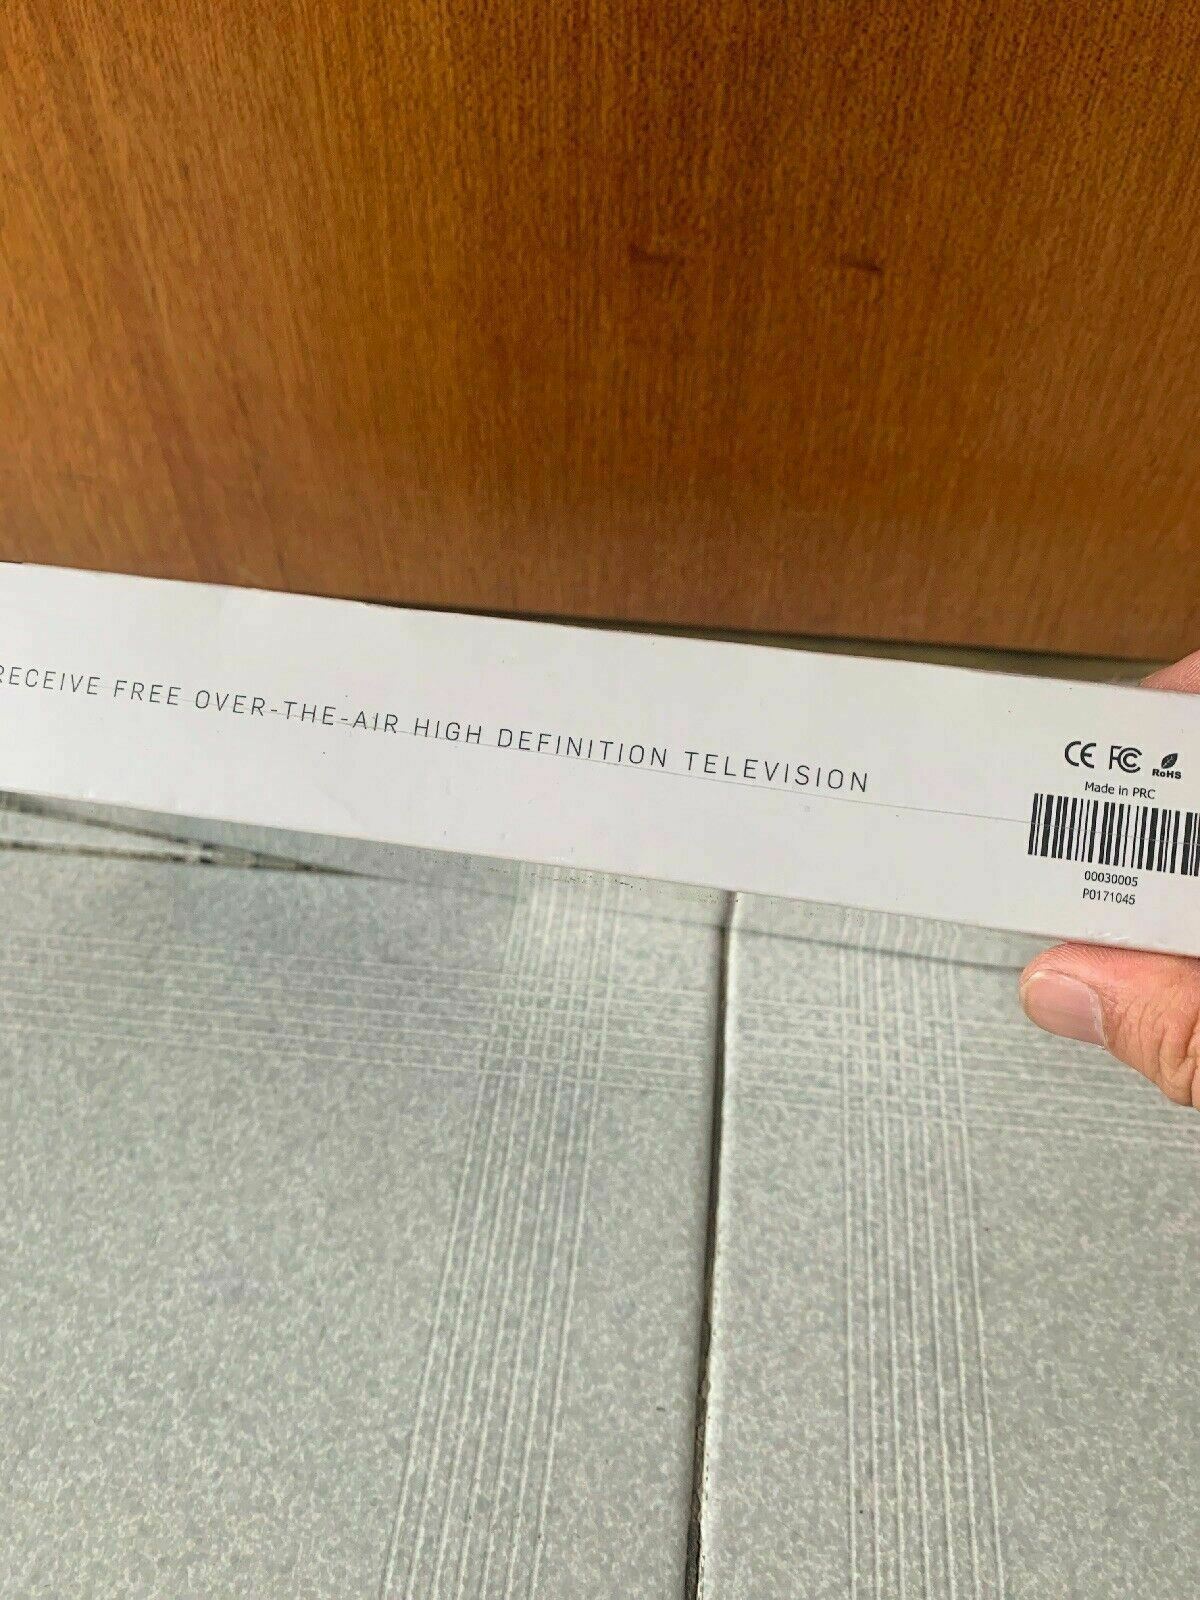 RECEIVE FREE OVER-THE-AIR HIGH DEFINITION TELEVISION
CE FC RoHS
Made in PRC
00030005
P0171045